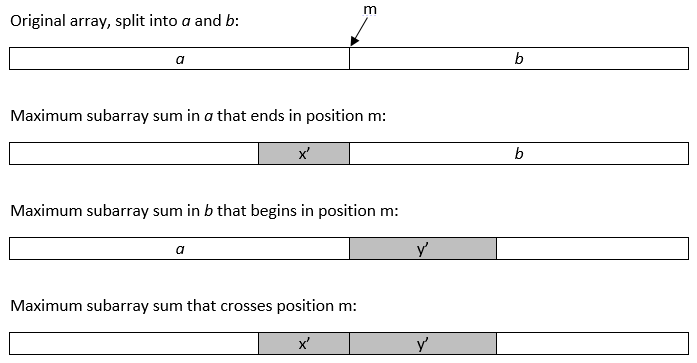 Original array, split into a and b:
m
a b
Maximum subarray sum in a that ends in position m:
x’ b
Maximum subarray sum in b that begins in position m:
a y’
Maximum subarray sum that crosses position m:
x’ y’